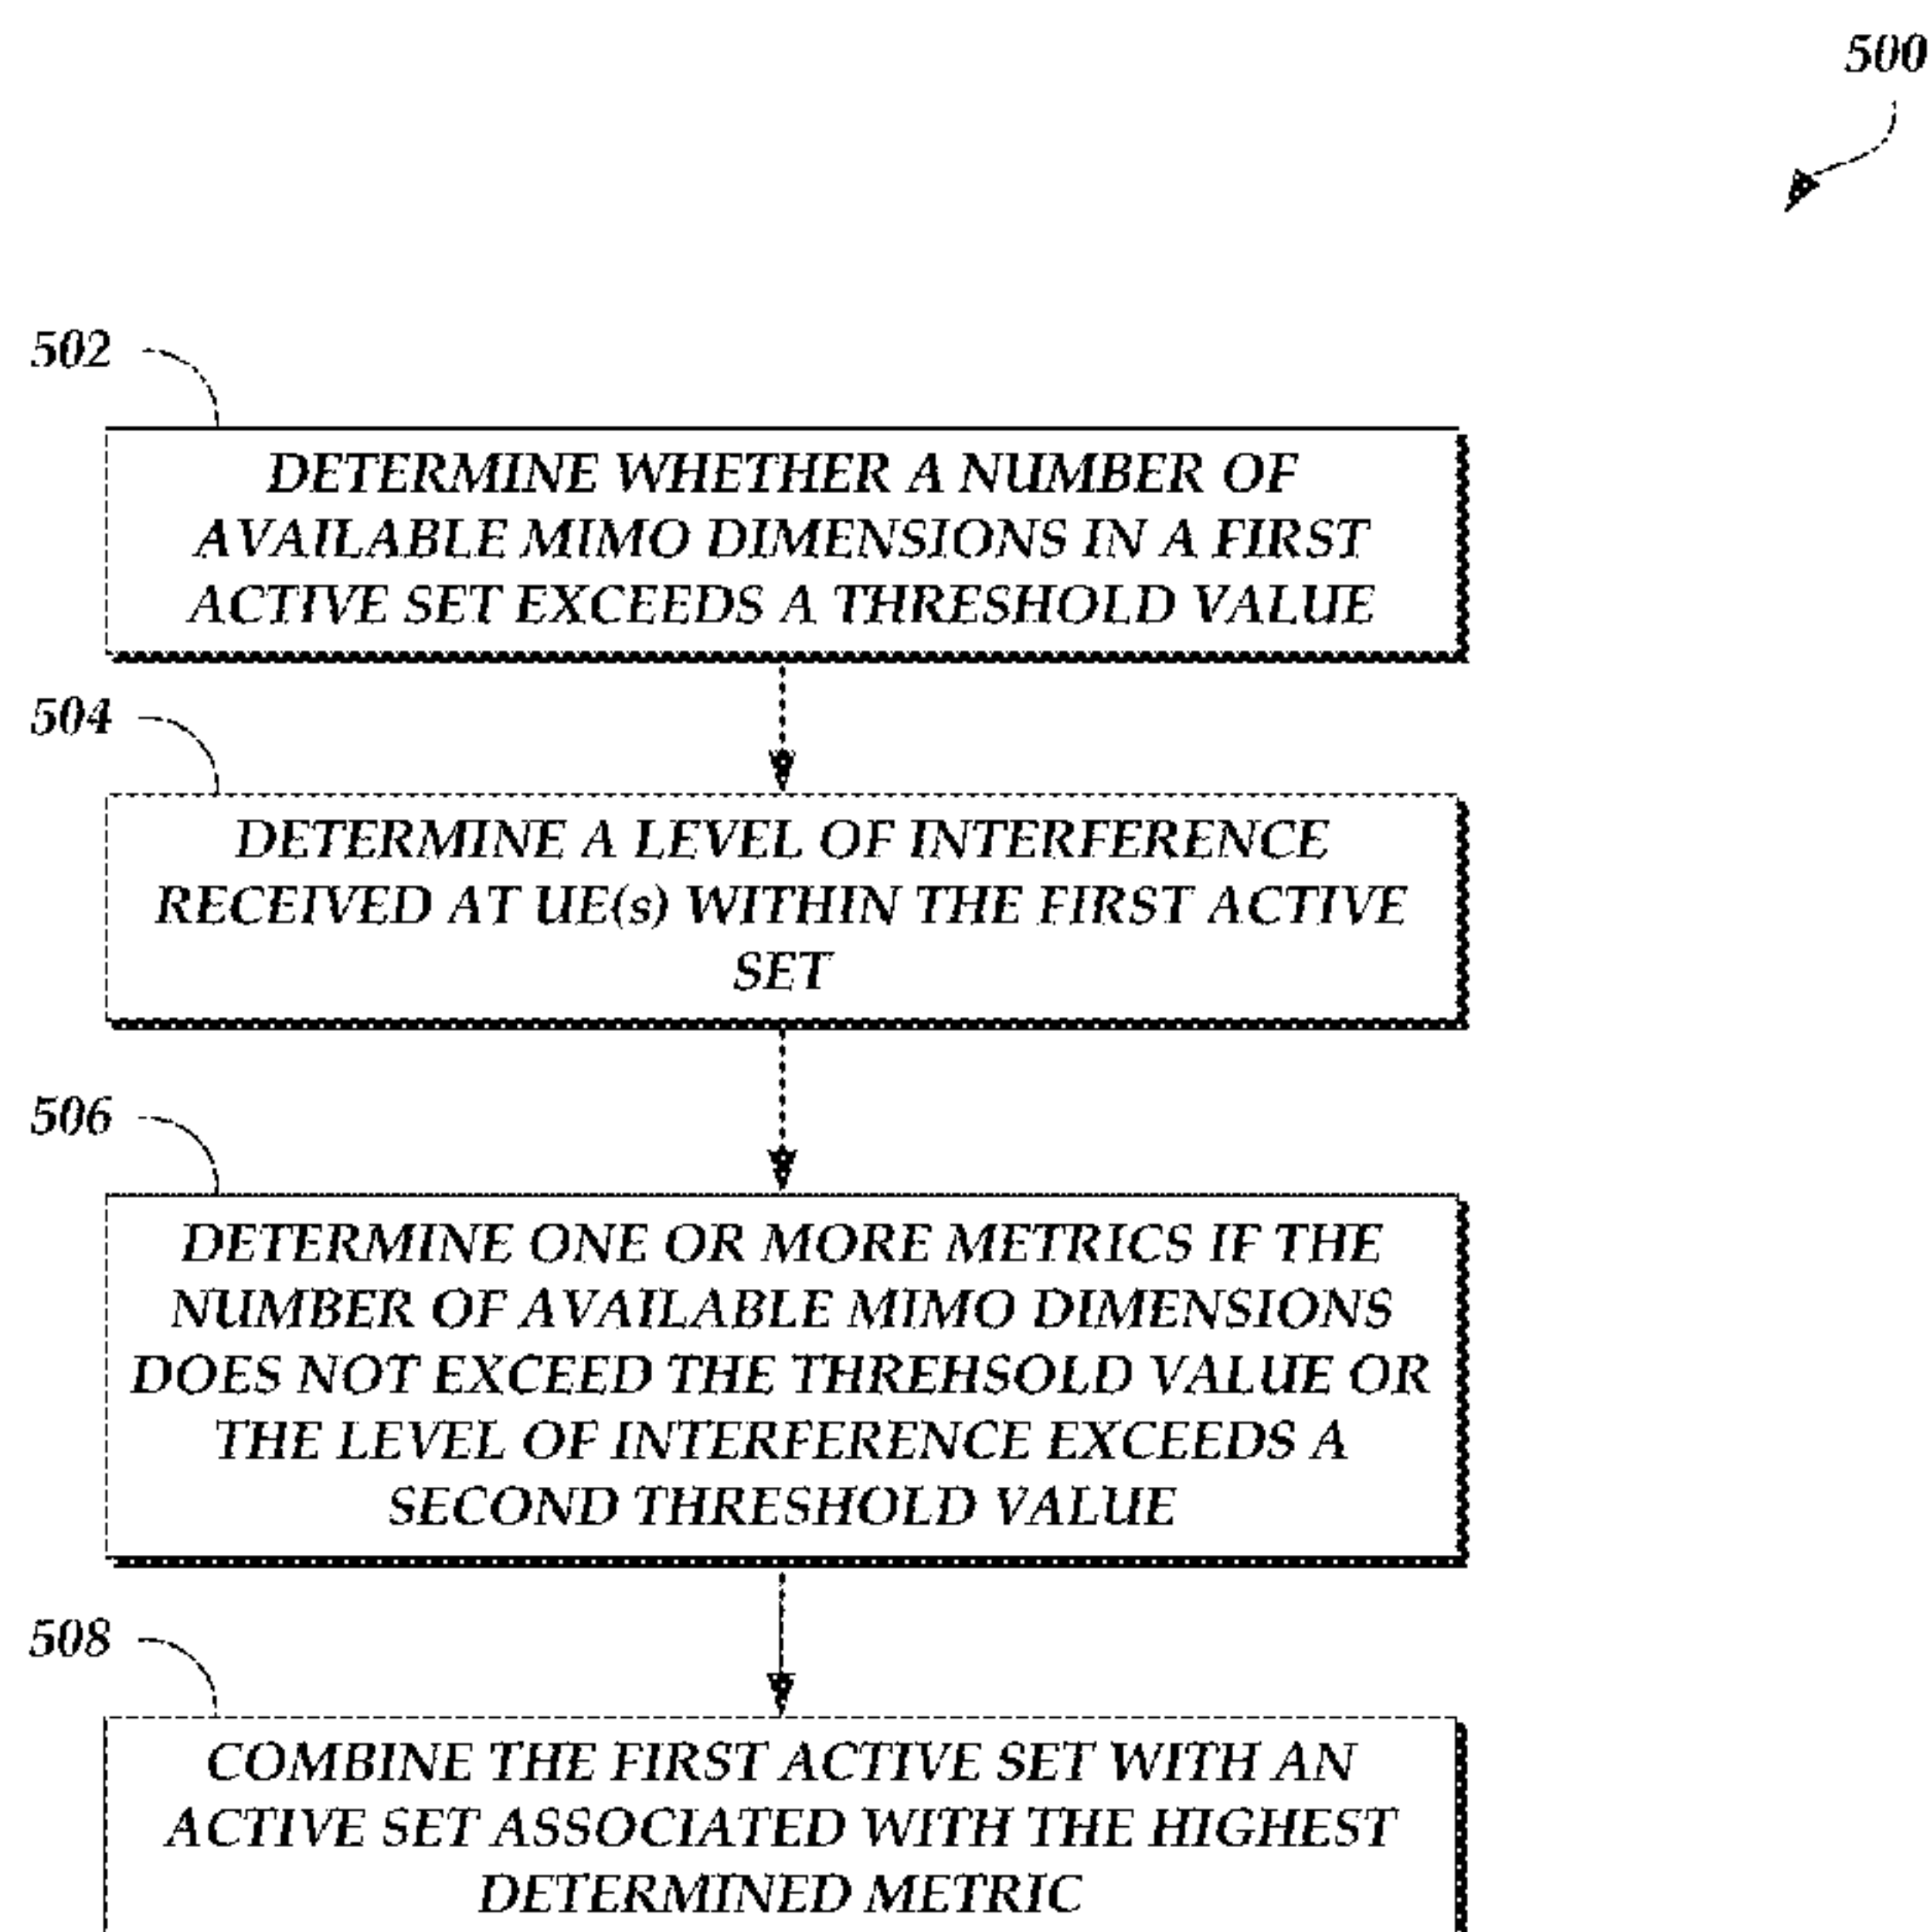 500
502
DETERMINE WHETHER A NUMBER OF
AVAILABLE MIMO DIMENSIONS IN A FIRST
ACTIVE SET EXCEEDS A THRESHOLD VALUE
504
DETERMINE A LEVEL OF INTERFERENCE
RECEIVED AT UE(s) WITHIN THE FIRST ACTIVE
SET
506
DETERMINE ONE OR MORE METRICS IF THE
NUMBER OF AVAILABLE MIMO DIMENSIONS
DOES NOT EXCEED THE THREHSOLD VALUE OR
THE LEVEL OF INTERFERENCE EXCEEDS A
SECOND THRESHOLD VALUE
508
COMBINE THE FIRST ACTIVE SET WITH AN
ACTIVE SET ASSOCIATED WITH THE HIGHEST
DETERMINED METRIC